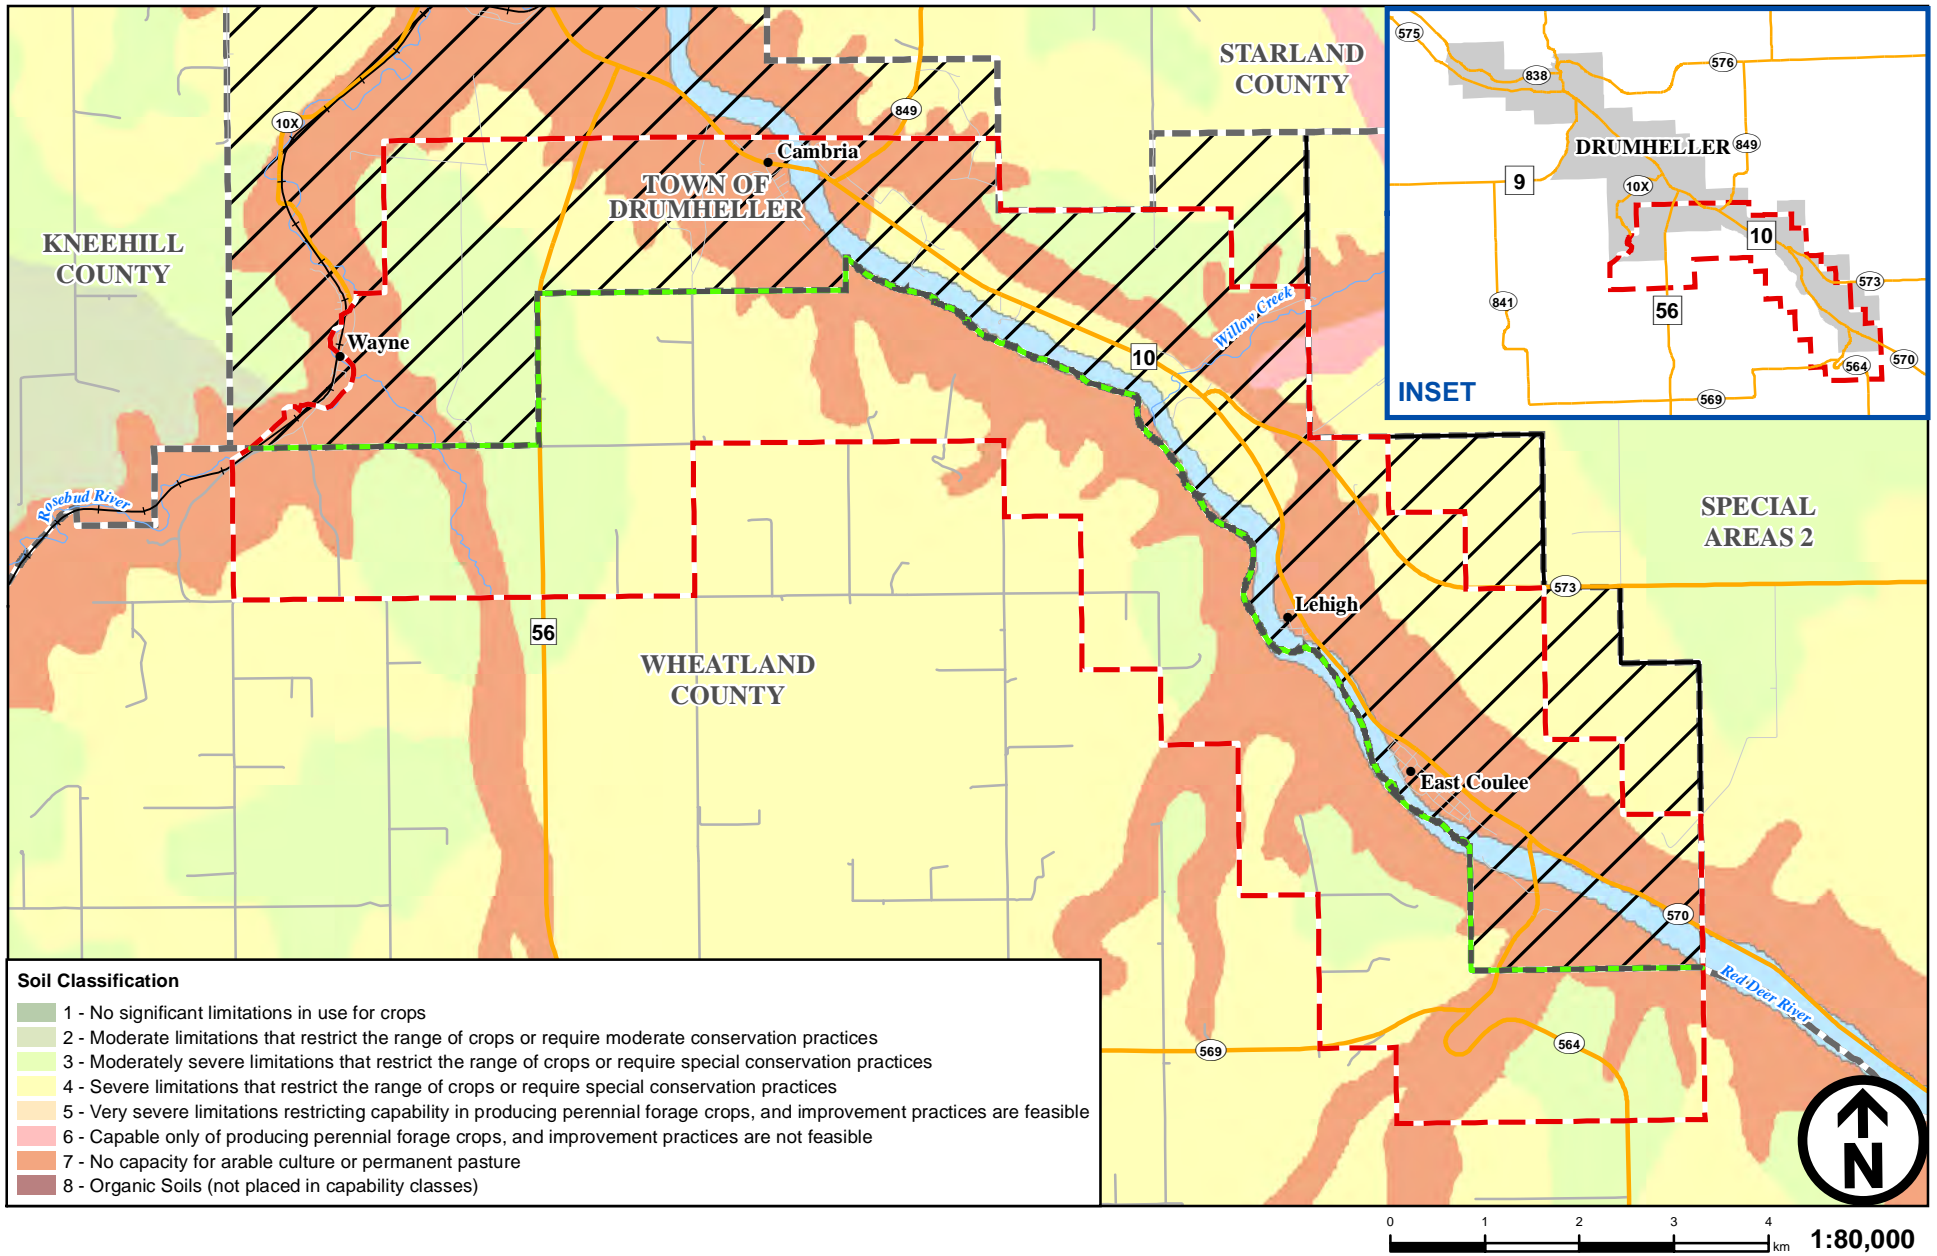 STARLAND
COUNTY
849
10X
Cambria
TOWN OF
DRUMHELLER
KNEEHILL
COUNTY
Willow Creek
Wayne
10
Rosebud River
SPECIAL
AREAS 2
573
Lehigh
56
WHEATLAND
COUNTY
East Coulee
570
Red Deer River
569
564
575
838
576
DRUMHELLER
849
9
10X
10
573
841
56
570
564
569
INSET
Soil Classification
1 - No significant limitations in use for crops
2 - Moderate limitations that restrict the range of crops or require moderate conservation practices
3 - Moderately severe limitations that restrict the range of crops or require special conservation practices
4 - Severe limitations that restrict the range of crops or require special conservation practices
5 - Very severe limitations restricting capability in producing perennial forage crops, and improvement practices are feasible
6 - Capable only of producing perennial forage crops, and improvement practices are not feasible
7 - No capacity for arable culture or permanent pasture
8 - Organic Soils (not placed in capability classes)
N
0 1 2 3 4
km
1:80,000